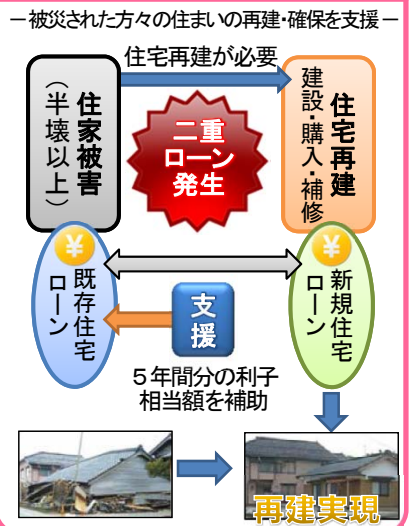 －被災された方々の住まいの再建・確保を支援－
住宅再建が必要
住家被害
（半壊以上）
二重
ローン
発生
住宅再建
建設・購入・補修
¥
既存住宅
ローン
支援
¥
新規住宅
ローン
５年間分の利子
相当額を補助
再建実現